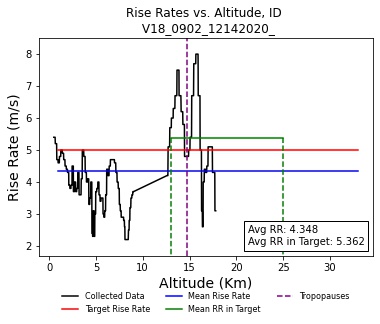 Rise Rates vs. Altitude, ID
V18_0902_12142020_
Rise Rate (m/s)
8
7
6
5
4
3
2
Avg RR: 4.348
Avg RR in Target: 5.362
0 5 10 15 20 25 30
Altitude (Km)
Collected Data Mean Rise Rate Tropopauses
Target Rise Rate Mean RR in Target